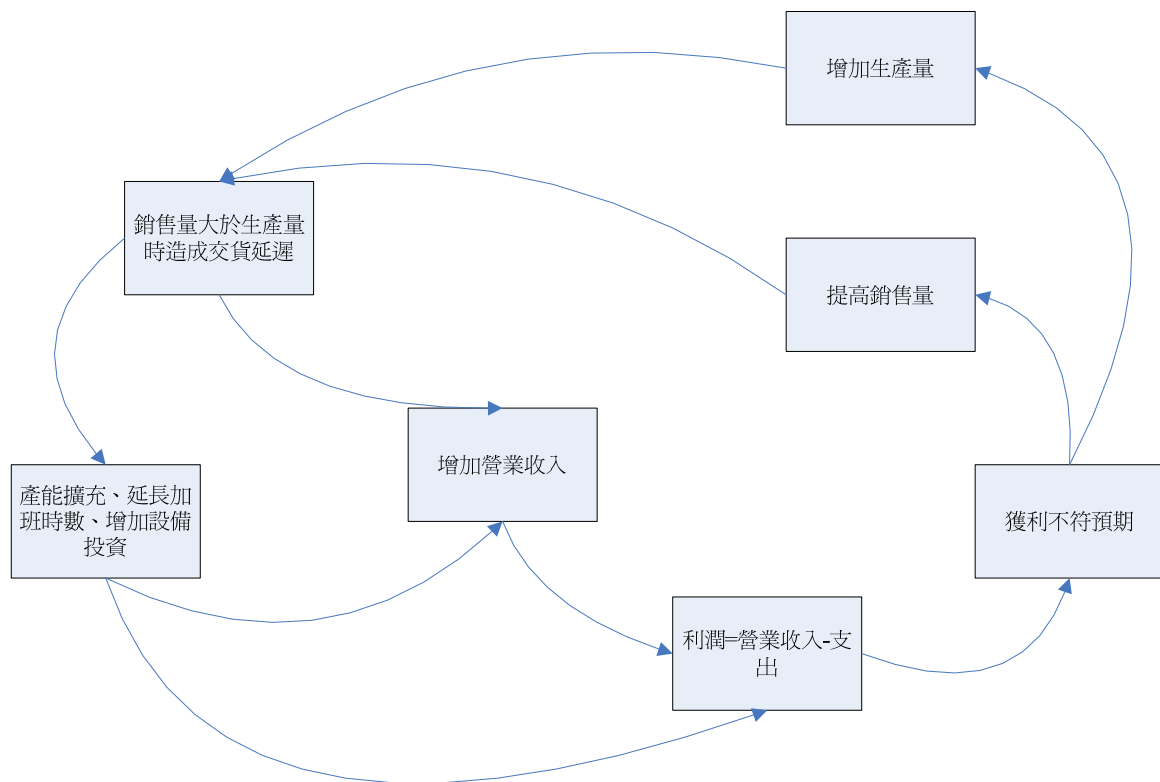 增加生產量
銷售量大於生產量
時造成交貨延遲
提高銷售量
增加營業收入
產能擴充、延長加
班時數、增加設備
投資
獲利不符預期
利潤=營業收入-支
出